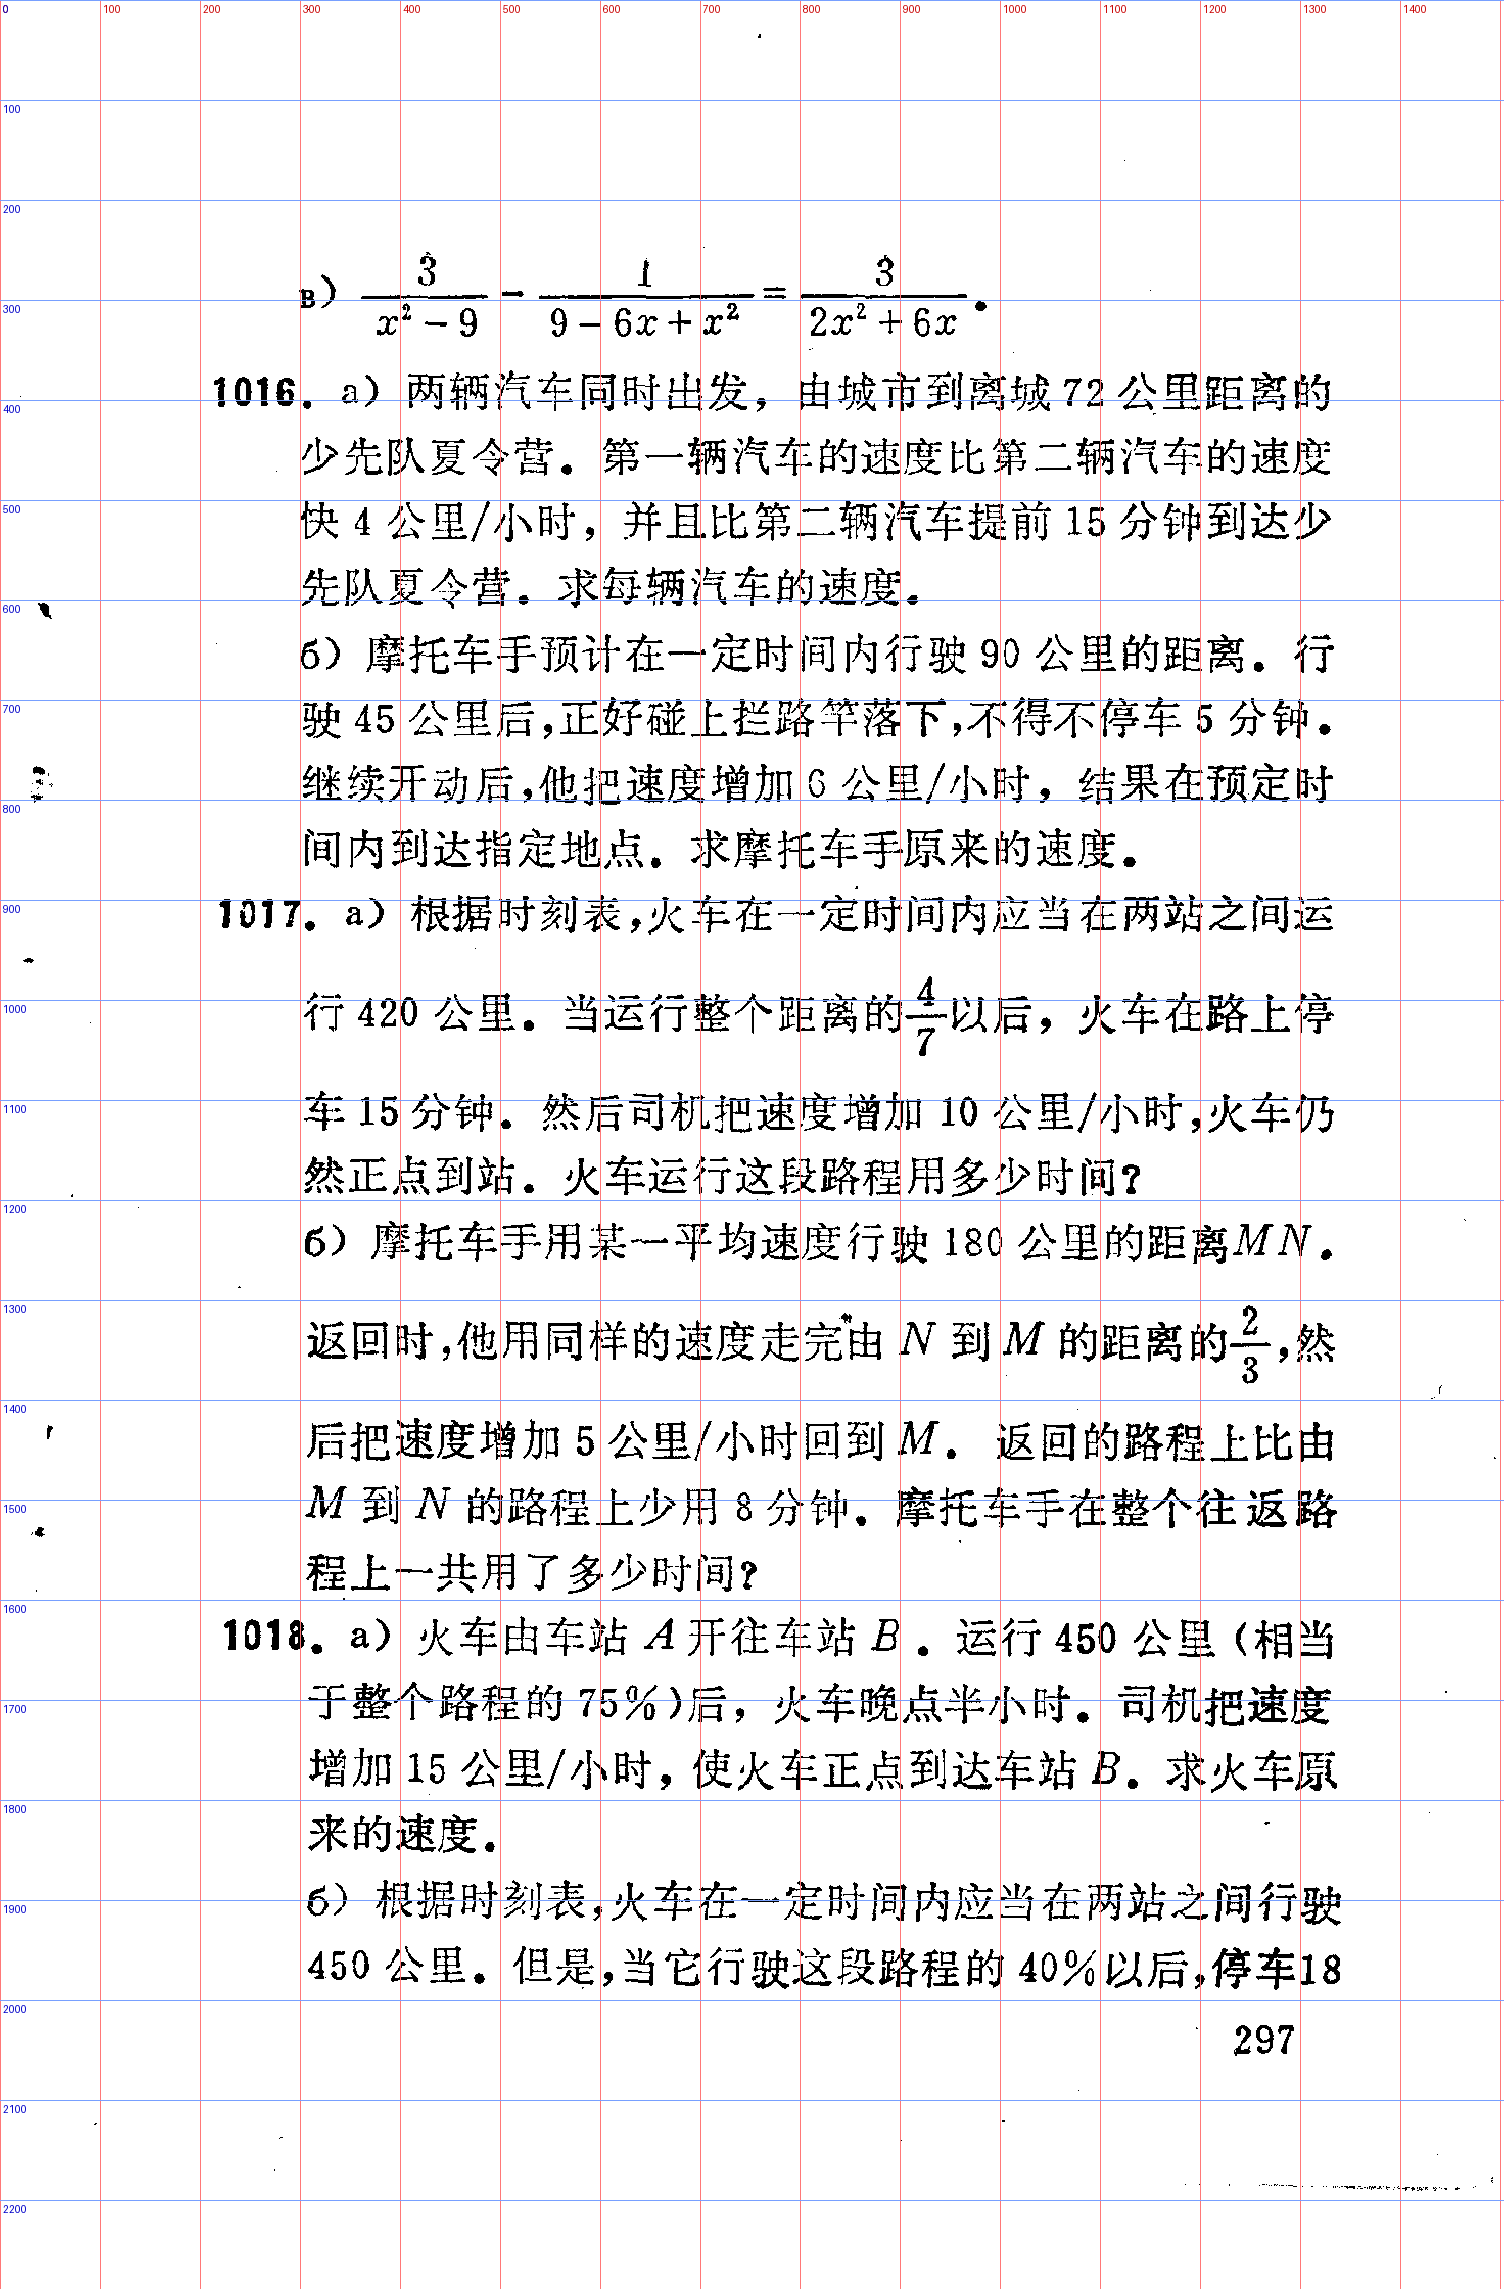 в) 3/(x² − 9) − 1/(9 − 6x + x²) = 3/(2x² + 6x).
1016. a) 两辆汽车同时出发，由城市到离城 72 公里距离的
少先队夏令营。第一辆汽车的速度比第二辆汽车的速度
快 4 公里/小时，并且比第二辆汽车提前 15 分钟到达少
先队夏令营。求每辆汽车的速度。
б) 摩托车手预计在一定时间内行驶 90 公里的距离。行
驶 45 公里后,正好碰上拦路竿落下,不得不停车 5 分钟。
继续开动后,他把速度增加 6 公里/小时，结果在预定时
间内到达指定地点。求摩托车手原来的速度。
1017. a) 根据时刻表,火车在一定时间内应当在两站之间运
行 420 公里。当运行整个距离的4/7以后，火车在路上停
车 15 分钟。然后司机把速度增加 10 公里/小时,火车仍
然正点到站。火车运行这段路程用多少时间?
б) 摩托车手用某一平均速度行驶 180 公里的距离MN.
返回时,他用同样的速度走完由 N 到 M 的距离的2/3,然
后把速度增加 5 公里/小时回到 M. 返回的路程上比由
M 到 N 的路程上少用 8 分钟。摩托车手在整个往返路
程上一共用了多少时间?
1018. a) 火车由车站 A 开往车站 B. 运行 450 公里 (相当
于整个路程的 75%)后，火车晚点半小时。司机把速度
增加 15 公里/小时，使火车正点到达车站 B. 求火车原
来的速度。
б) 根据时刻表,火车在一定时间内应当在两站之间行驶
450 公里。但是,当它行驶这段路程的 40%以后,停车18
297